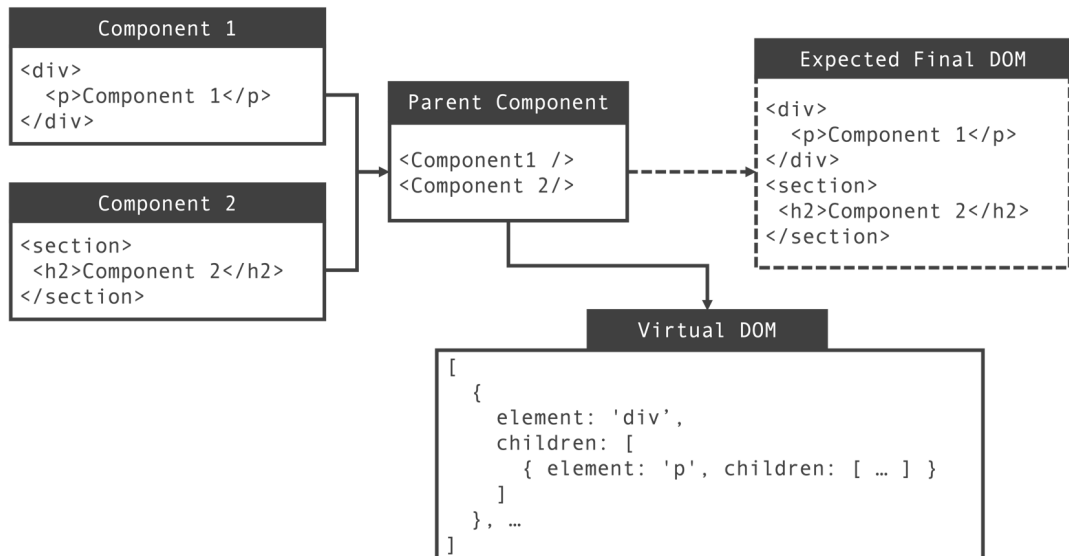 Component 1
<div>
  <p>Component 1</p>
</div>
Component 2
<section>
 <h2>Component 2</h2>
</section>
Parent Component
<Component1 />
<Component 2/>
Expected Final DOM
<div>
  <p>Component 1</p>
</div>
<section>
 <h2>Component 2</h2>
</section>
Virtual DOM
[
  {
    element: 'div’,
    children: [
      { element: 'p', children: [ … ] }
    ]
  }, …
]